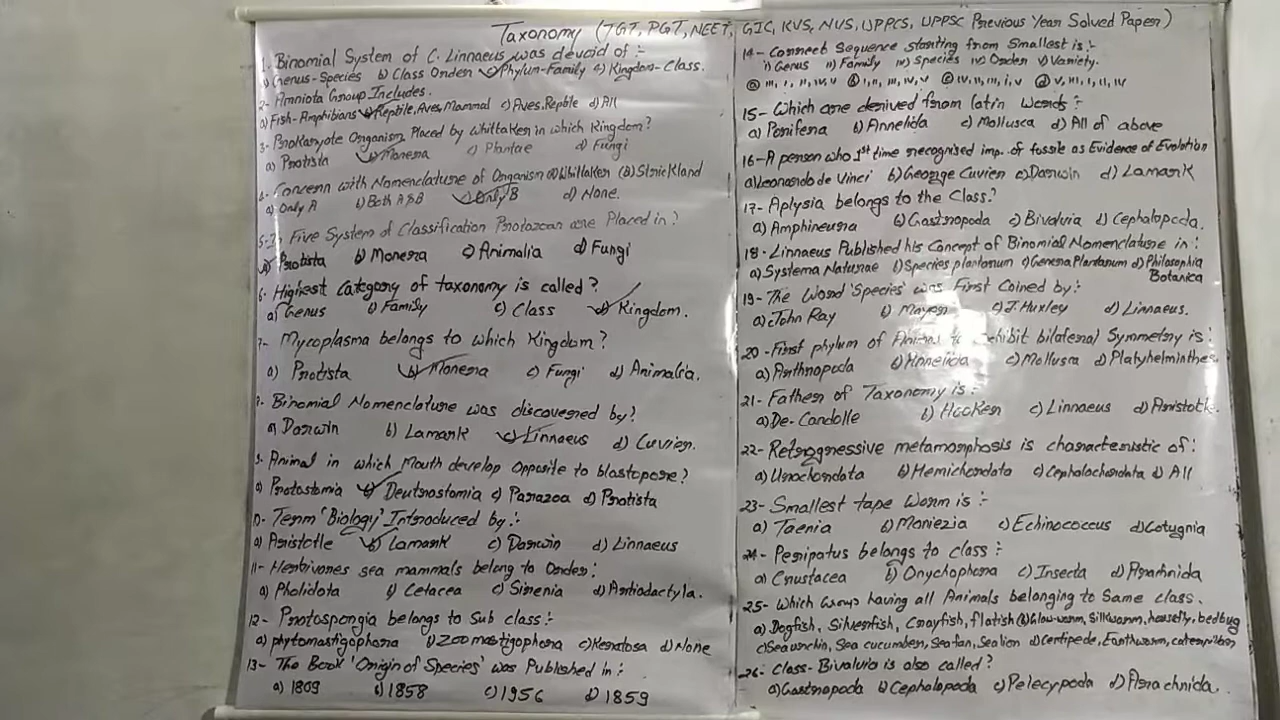 Taxonomy (TGT, PGT, NEET, GIC, KVS, NVS, UPPCS, UPPSC Previous Year Solved Paper)
1. Binomial System of C. Linnaeus was devoid of :-
a) Genus-Species b) Class Order c) Phylum-Family d) Kingdom-Class.
2- Amniota Group Includes.
a) Fish-Amphibians b) Reptile, Aves, Mammal c) Aves, Reptile d) All
3- Prokaryote Organism Placed by Whittaker in which Kingdom?
a) Protista b) Monera c) Plantae d) Fungi
4- Concern with Nomenclature of Organism (A) Whittaker (B) Strickland
a) Only A b) Both A & B c) Only B d) None.
5- In Five System of Classification Protozoan are Placed in?
a) Protista b) Monera c) Animalia d) Fungi
6. Highest Category of taxonomy is called?
a) Genus b) Family c) Class d) Kingdom.
7- Mycoplasma belongs to which Kingdom?
a) Protista b) Monera c) Fungi d) Animalia.
8. Binomial Nomenclature was discovered by?
a) Darwin b) Lamark c) Linnaeus d) Cuvier.
9. Animal in which Mouth develop Opposite to blastopore?
a) Protostomia b) Deutrostomia c) Parazoa d) Protista
10- Term 'Biology' Introduced by:-
a) Aristotle b) Lamark c) Darwin d) Linnaeus
11- Herbivores sea mammals belong to Order:
a) Pholidota b) Cetacea c) Sirenia d) Artiodactyla.
12- Protospongia belongs to Sub class:-
a) phytomastigophora b) Zoomastigophora c) Keratosa d) None
13- The Book 'Origin of Species' was Published in :
a) 1809 b) 1858 c) 1956 d) 1859
14- Correct Sequence starting from Smallest is :-
i) Genus ii) Family iii) Species iv) Order v) Variety.
ⓐ iii, i, ii, iv, v ⓑ i, ii, iii, iv, v ⓒ iv, ii, iii, i, v ⓓ v, iii, i, ii, iv
15- Which are derived from latin words :
a) Porifera b) Annelida c) Mollusca d) All of above
16- A person who 1st time recognised imp. of fossile as Evidence of Evolution
a) Leonardo de Vinci b) George Cuvier c) Darwin d) Lamark
17- Aplysia belongs to the Class?
a) Amphineura b) Gastropoda c) Bivalvia d) Cephalopoda.
18. Linnaeus Published his Concept of Binomial Nomenclature in :
a) Systema Naturae b) Species plantarum c) Genera Plantarum d) Philosophia Botanica
19- The Word 'Species' was First Coined by :
a) John Ray b) Mayer c) J. Huxley d) Linnaeus.
20 - First phylum of Animal to exhibit bilateral Symmetry is :
a) Arthropoda b) Annelida c) Mollusca d) Platyhelminthes
21- Father of Taxonomy is :
a) De-Candolle b) Hooker c) Linnaeus d) Aristotle.
22- Retrogressive metamorphosis is characteristic of :
a) Urochordata b) Hemichordata c) Cephalochordata d) All
23- Smallest tape Worm is :
a) Taenia b) Moniezia c) Echinococcus d) Cotugnia
24- Peripatus belongs to class :
a) Crustacea b) Onychophora c) Insecta d) Ararhnida
25- Which Group having all Animals belonging to Same class.
a) Dogfish, Silverfish, Crayfish, flatish (b) Glow-worm, Silkworm, housefly, bedbug
c) Sea urchin, Sea cucumber, Seafan, Sea lion d) Centipede, Earthworm, caterpillar
26- Class- Bivalvia is also called?
a) Gastropoda b) Cephalopoda c) Pelecypoda d) Arachnida.